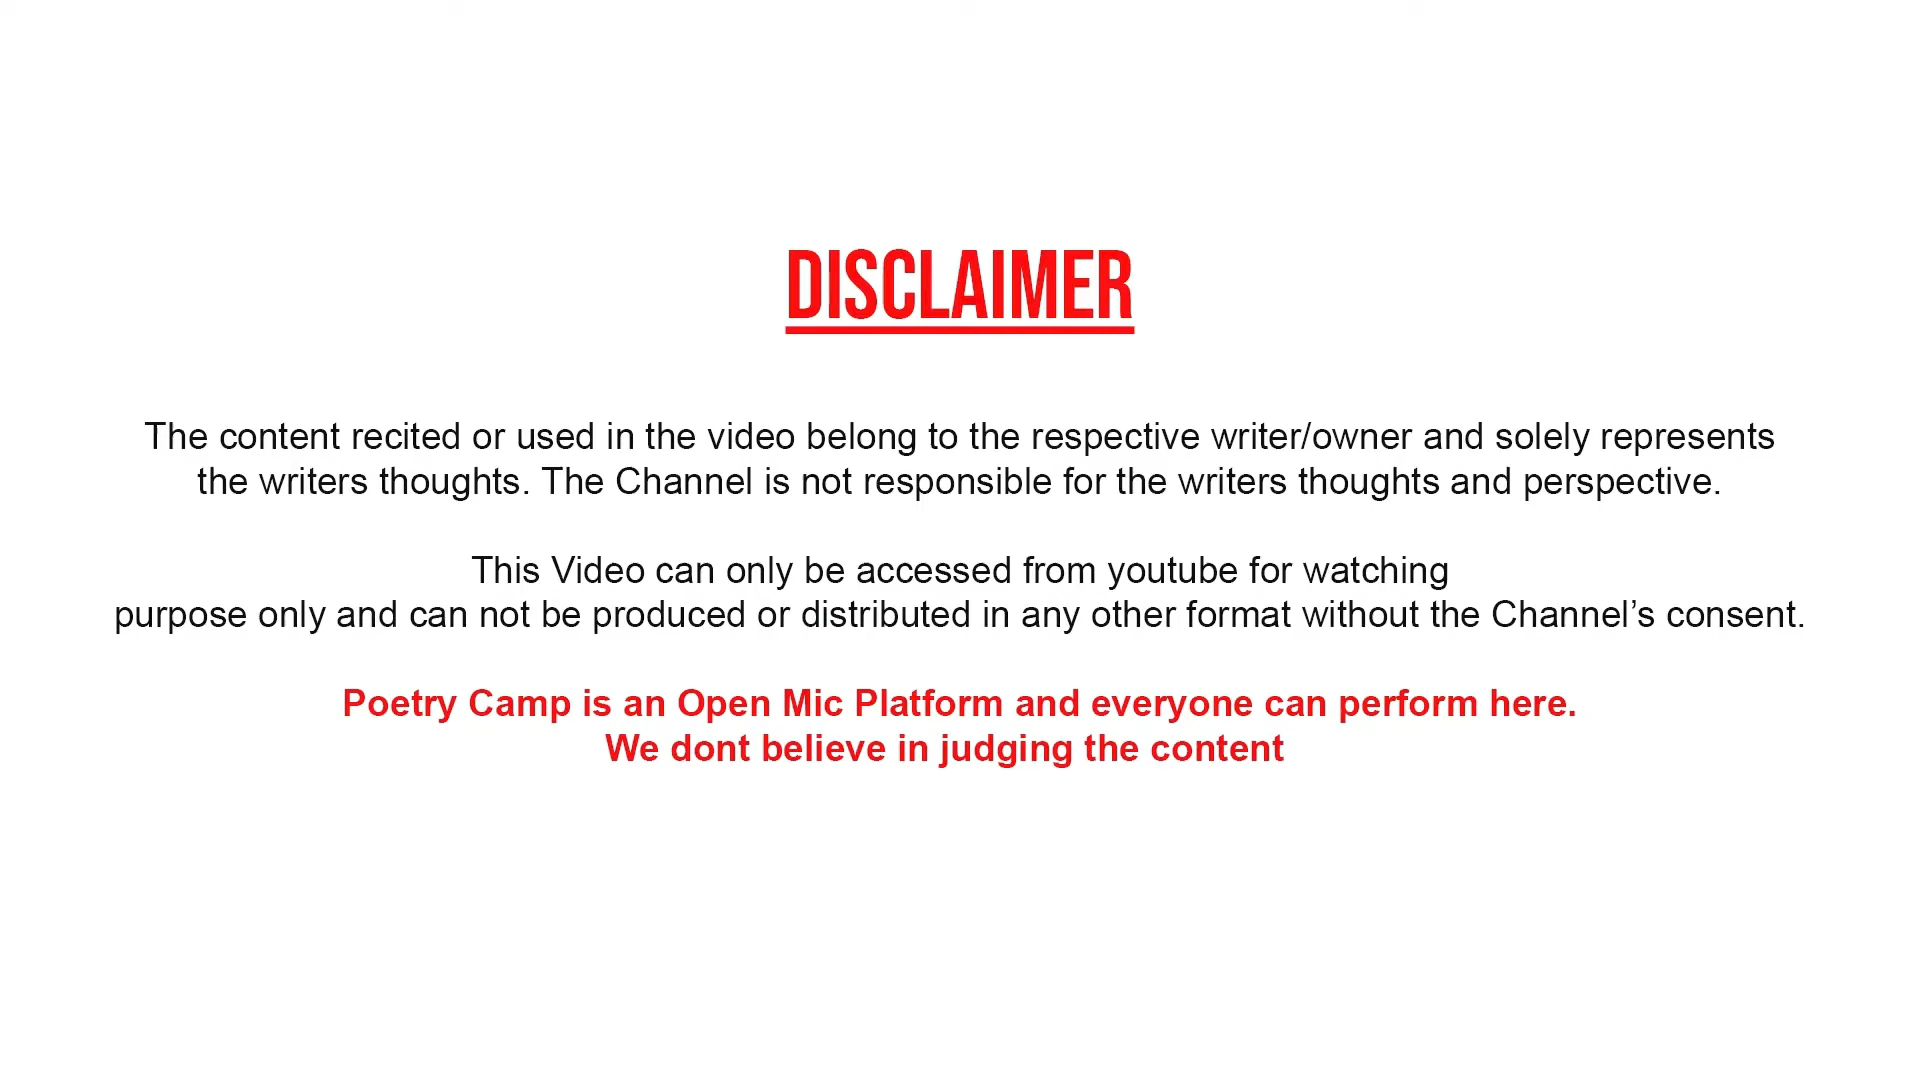 DISCLAIMER
The content recited or used in the video belong to the respective writer/owner and solely represents
the writers thoughts. The Channel is not responsible for the writers thoughts and perspective.
This Video can only be accessed from youtube for watching
purpose only and can not be produced or distributed in any other format without the Channel’s consent.
Poetry Camp is an Open Mic Platform and everyone can perform here.
We dont believe in judging the content